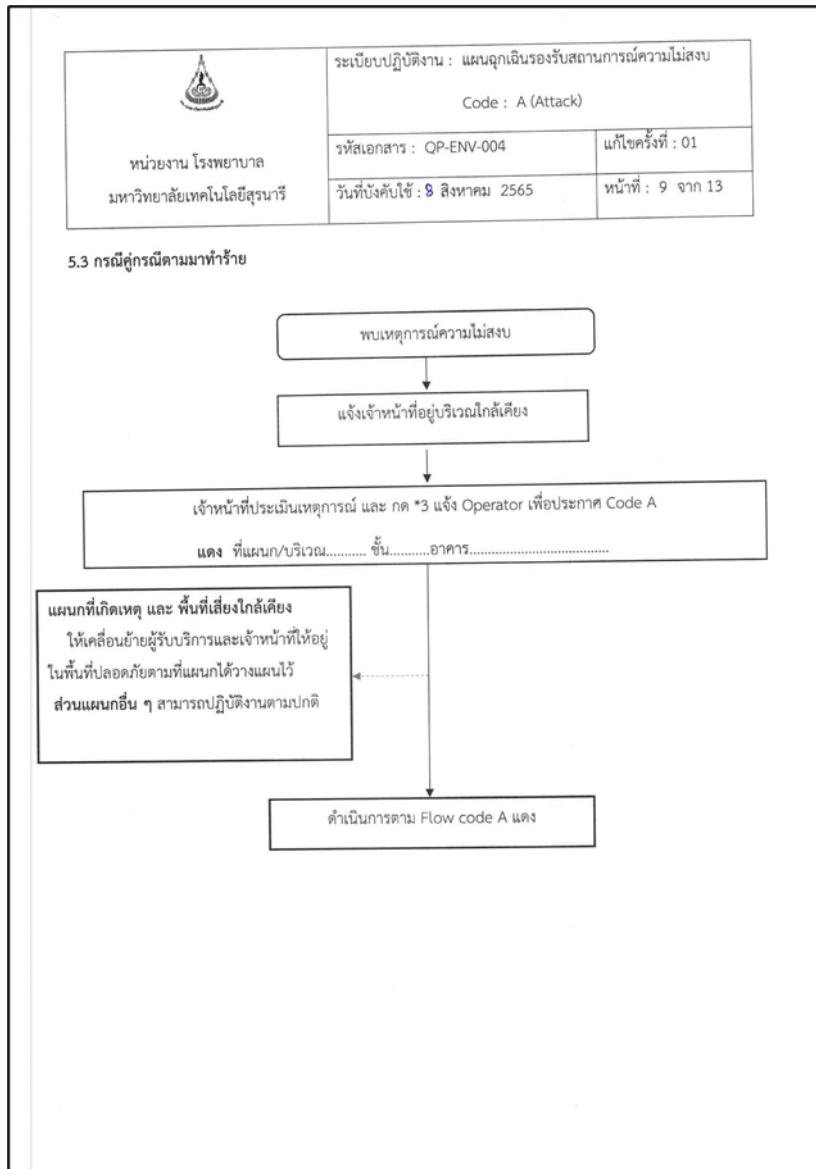 ระเบียบปฏิบัติงาน : แผนฉุกเฉินรองรับสถานการณ์ความไม่สงบ
Code : A (Attack)
หน่วยงาน โรงพยาบาล
มหาวิทยาลัยเทคโนโลยีสุรนารี
รหัสเอกสาร : QP-ENV-004
แก้ไขครั้งที่ : 01
วันที่บังคับใช้ : 8 สิงหาคม 2565
หน้าที่ : 9 จาก 13
5.3 กรณีคู่กรณีตามมาทำร้าย
พบเหตุการณ์ความไม่สงบ
แจ้งเจ้าหน้าที่อยู่บริเวณใกล้เคียง
เจ้าหน้าที่ประเมินเหตุการณ์ และ กด *3 แจ้ง Operator เพื่อประกาศ Code A
แดง ที่แผนก/บริเวณ........... ชั้น..........อาคาร.....................................
แผนกที่เกิดเหตุ และ พื้นที่เสี่ยงใกล้เคียง
ให้เคลื่อนย้ายผู้รับบริการและเจ้าหน้าที่ให้อยู่
ในพื้นที่ปลอดภัยตามที่แผนกได้วางแผนไว้
ส่วนแผนกอื่น ๆ สามารถปฏิบัติงานตามปกติ
ดำเนินการตาม Flow code A แดง